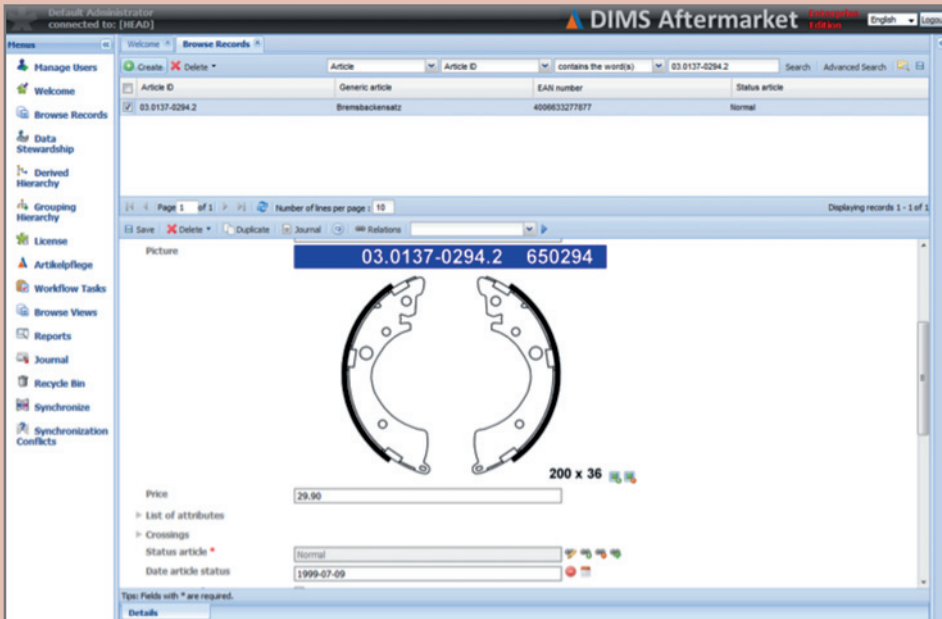 Default Administrator
connected to: [HEAD]
DIMS Aftermarket
Enterprise Edition
English
Logout
Menus
Welcome
Browse Records
Manage Users
Welcome
Browse Records
Data Stewardship
Derived Hierarchy
Grouping Hierarchy
License
Artikelpflege
Workflow Tasks
Browse Views
Reports
Journal
Recycle Bin
Synchronize
Synchronization Conflicts
Create Delete Article Article ID contains the word(s) 03.0137-0294.2 Search Advanced Search
Article ID Generic article EAN number Status article
03.0137-0294.2 Bremsbackensatz 4006633277877 Normal
Page 1 of 1 Number of lines per page : 10 Displaying records 1 - 1 of 1
Save Delete Duplicate Journal Relations
Picture
03.0137-0294.2 650294
200 x 36
Price 29.90
List of attributes
Crossings
Status article * Normal
Date article status 1999-07-09
Tips: Fields with * are required.
Details